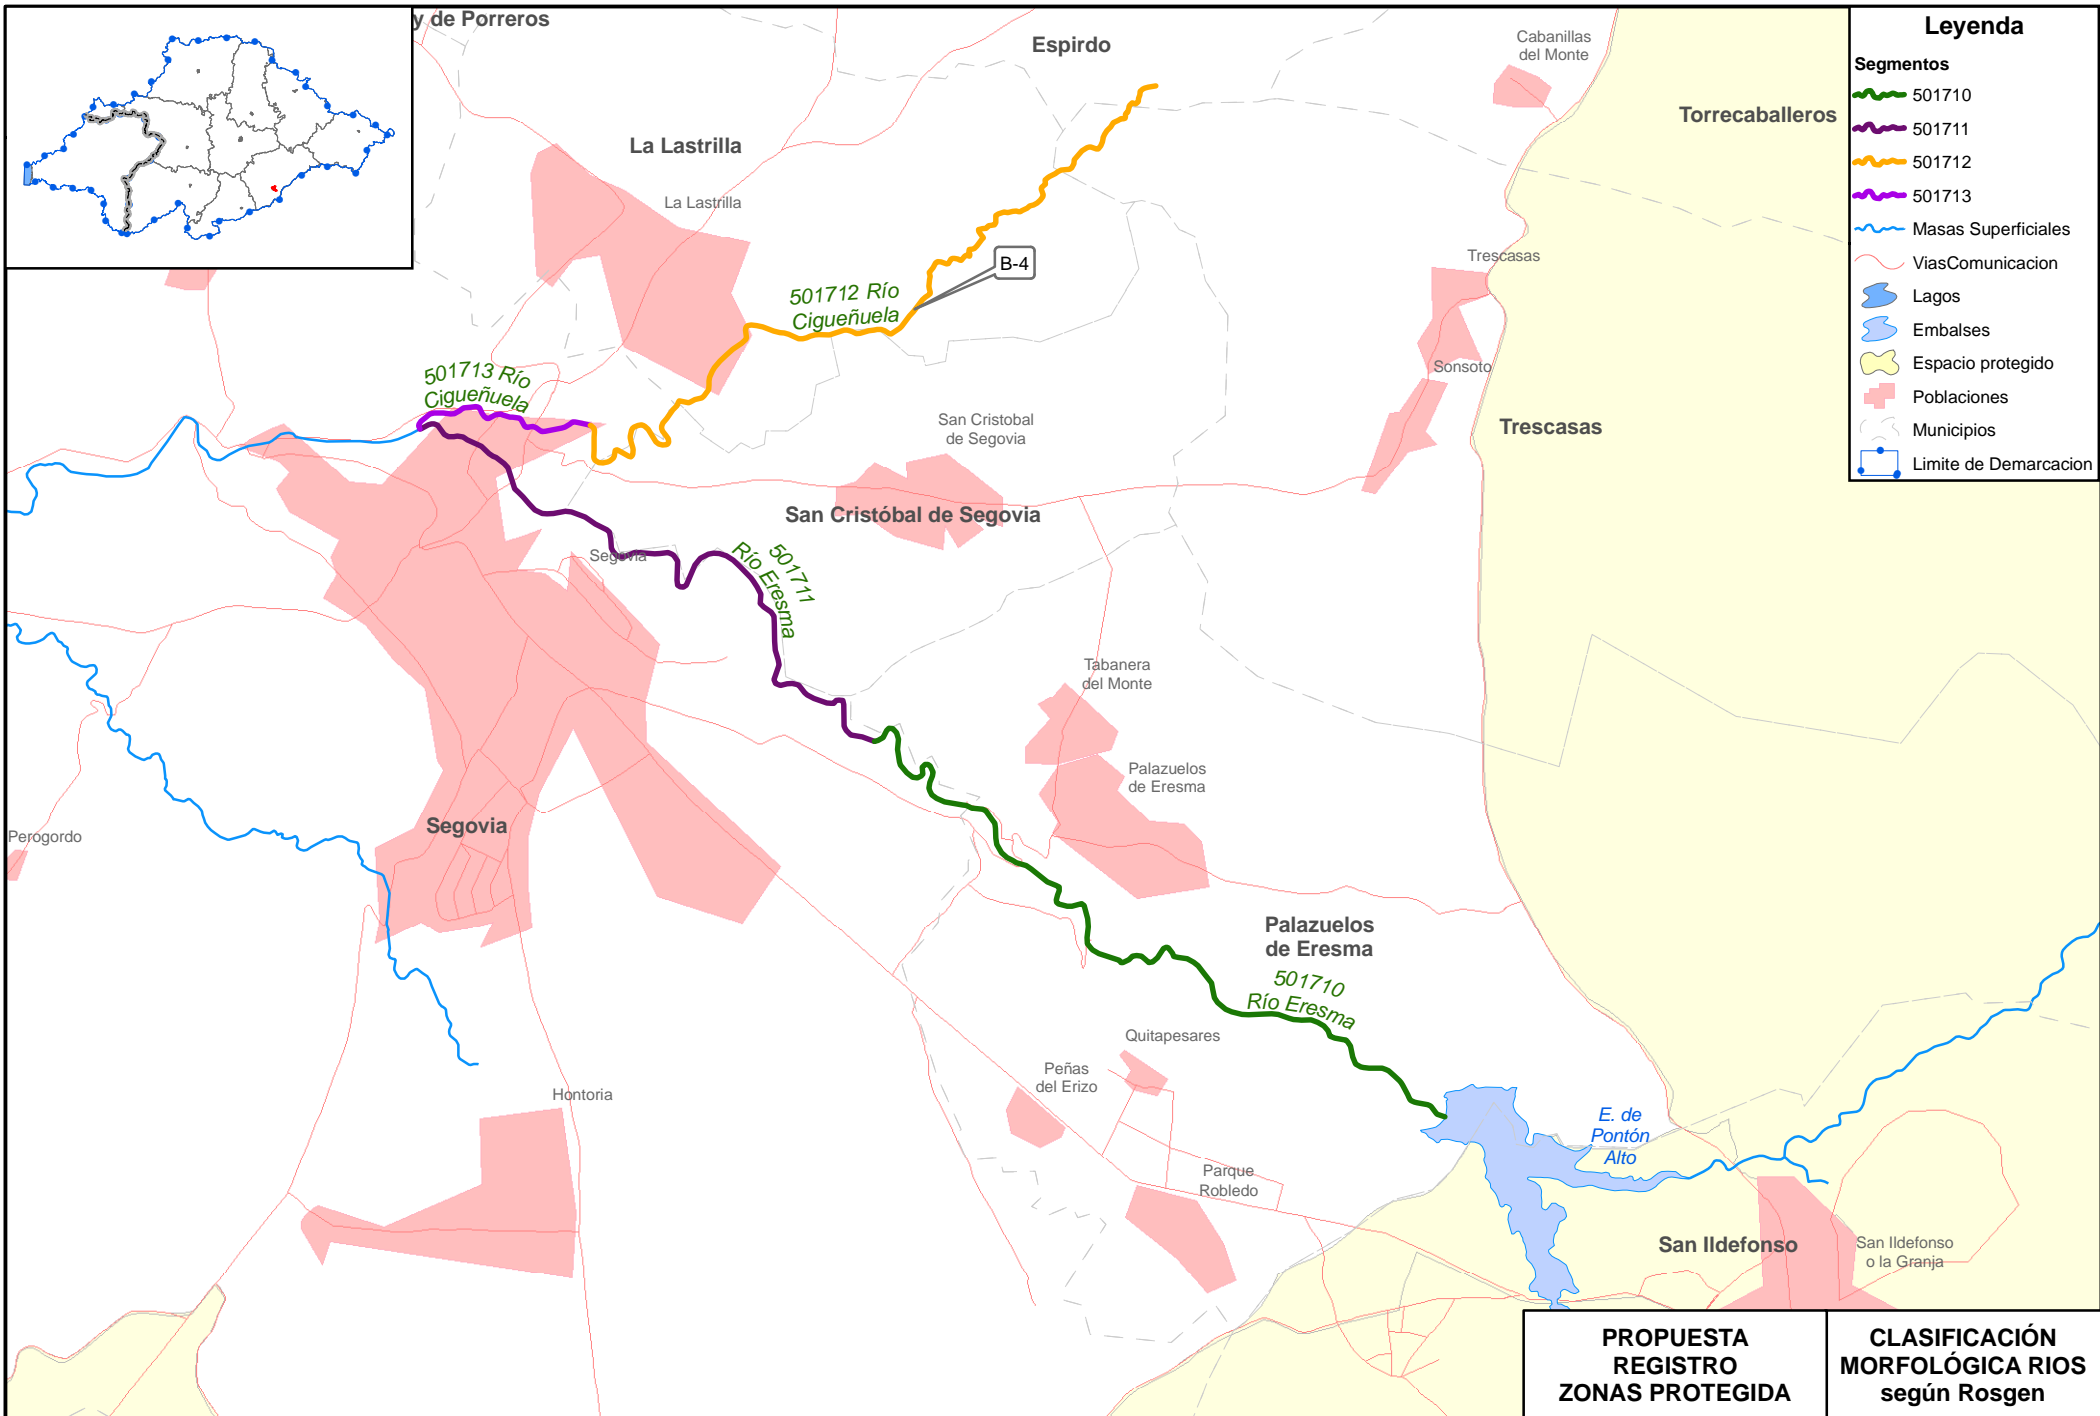 y de Porreros
Espirdo
Cabanillas
del Monte
Torrecaballeros
La Lastrilla
La Lastrilla
B-4
Trescasas
501712 Río
Cigueñuela
Sonsoto
501713 Río
Cigueñuela
San Cristobal
de Segovia
Trescasas
San Cristóbal de Segovia
Segovia
501711
Río Eresma
Tabanera
del Monte
Palazuelos
de Eresma
Perogordo
Segovia
Palazuelos
de Eresma
501710
Río Eresma
Quitapesares
Peñas
del Erizo
Hontoria
E. de
Pontón
Alto
Parque
Robledo
San Ildefonso
San Ildefonso
o la Granja
Leyenda
Segmentos
501710
501711
501712
501713
Masas Superficiales
ViasComunicacion
Lagos
Embalses
Espacio protegido
Poblaciones
Municipios
Limite de Demarcacion
PROPUESTA
REGISTRO
ZONAS PROTEGIDA
CLASIFICACIÓN
MORFOLÓGICA RIOS
según Rosgen